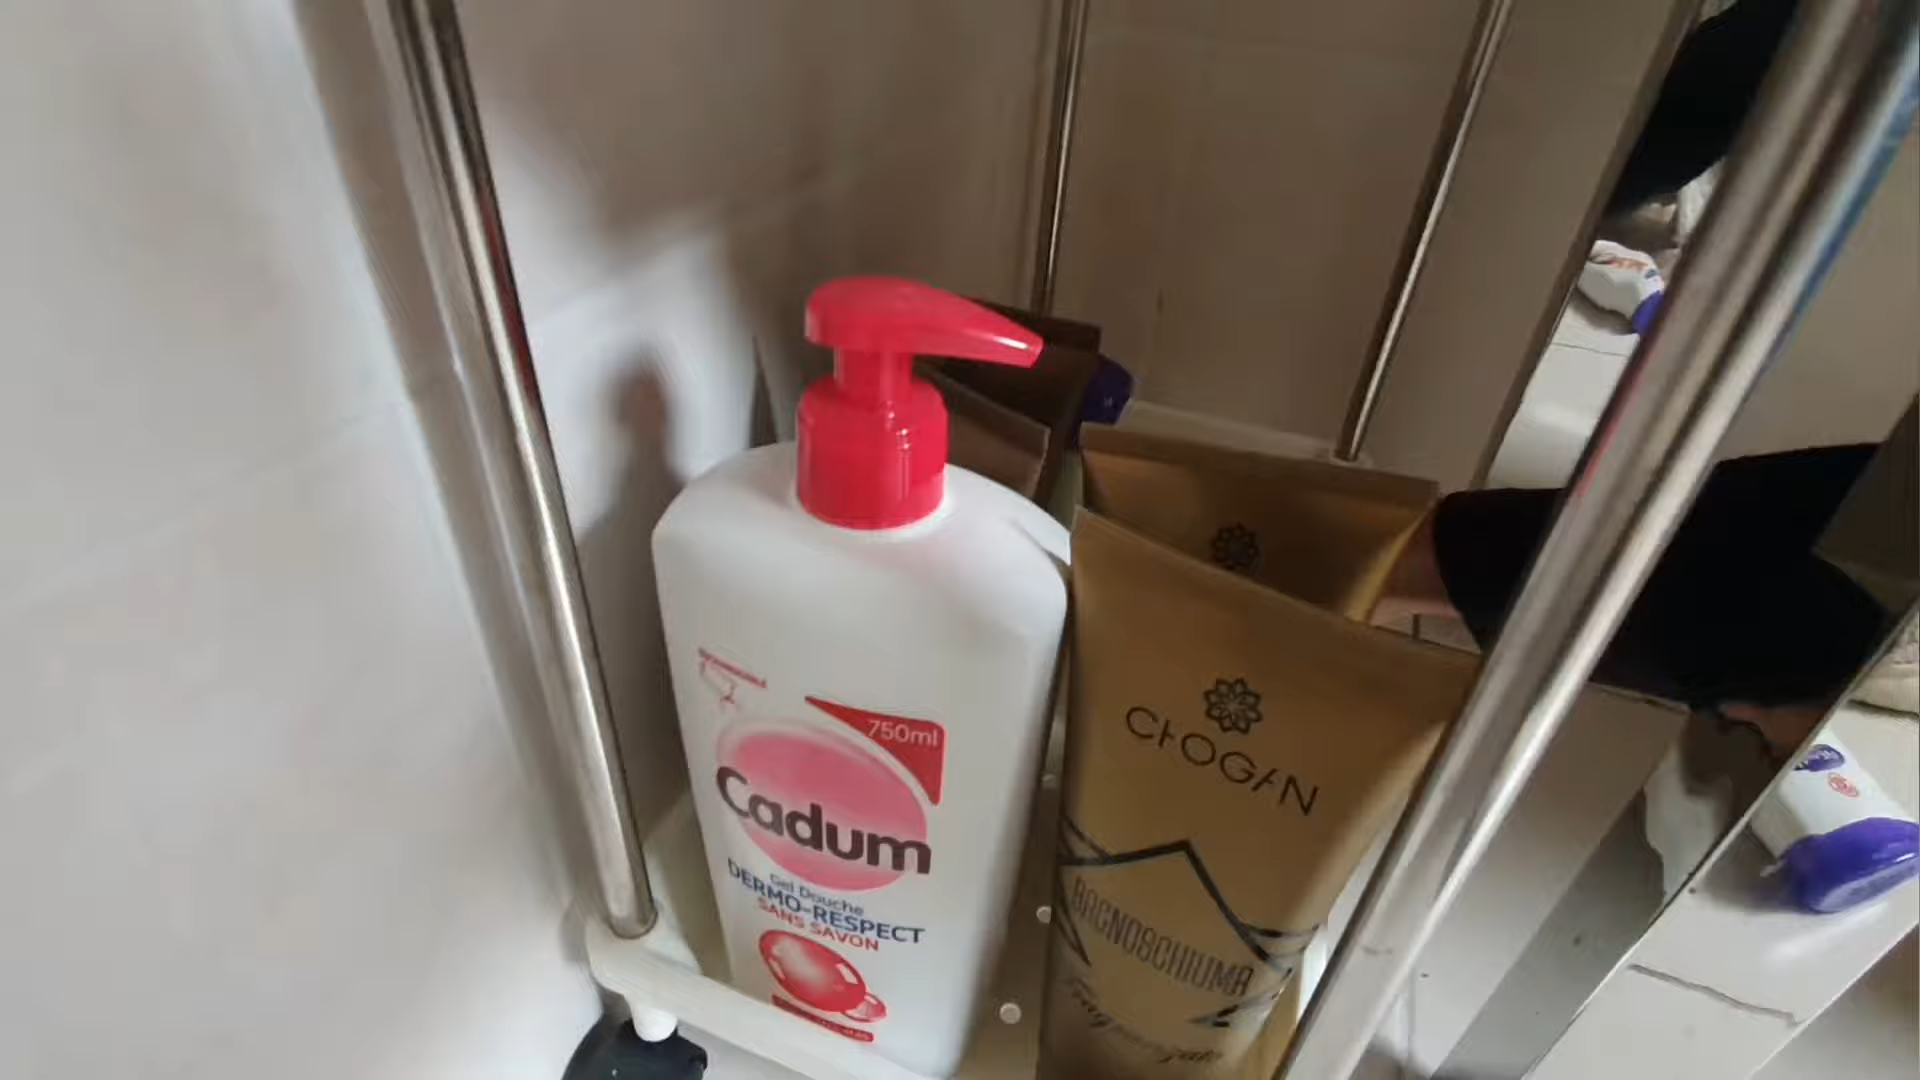 750ml
Cadum
Gel Douche
DERMO-RESPECT
SANS SAVON
CHOGAN
BAGNOSCHIUMA